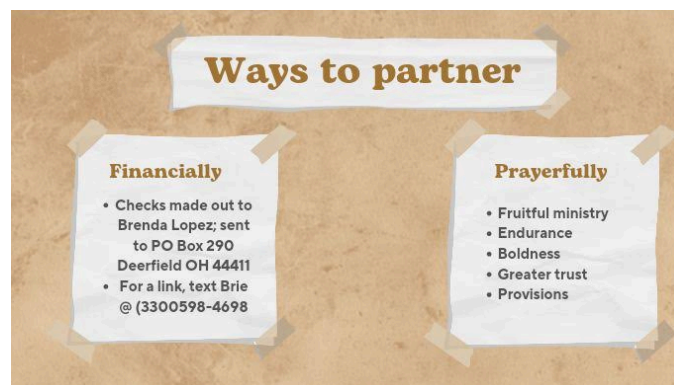 Ways to partner
Financially
• Checks made out to
Brenda Lopez; sent
to PO Box 290
Deerfield OH 44411
• For a link, text Brie
@ (3300598-4698
Prayerfully
• Fruitful ministry
• Endurance
• Boldness
• Greater trust
• Provisions